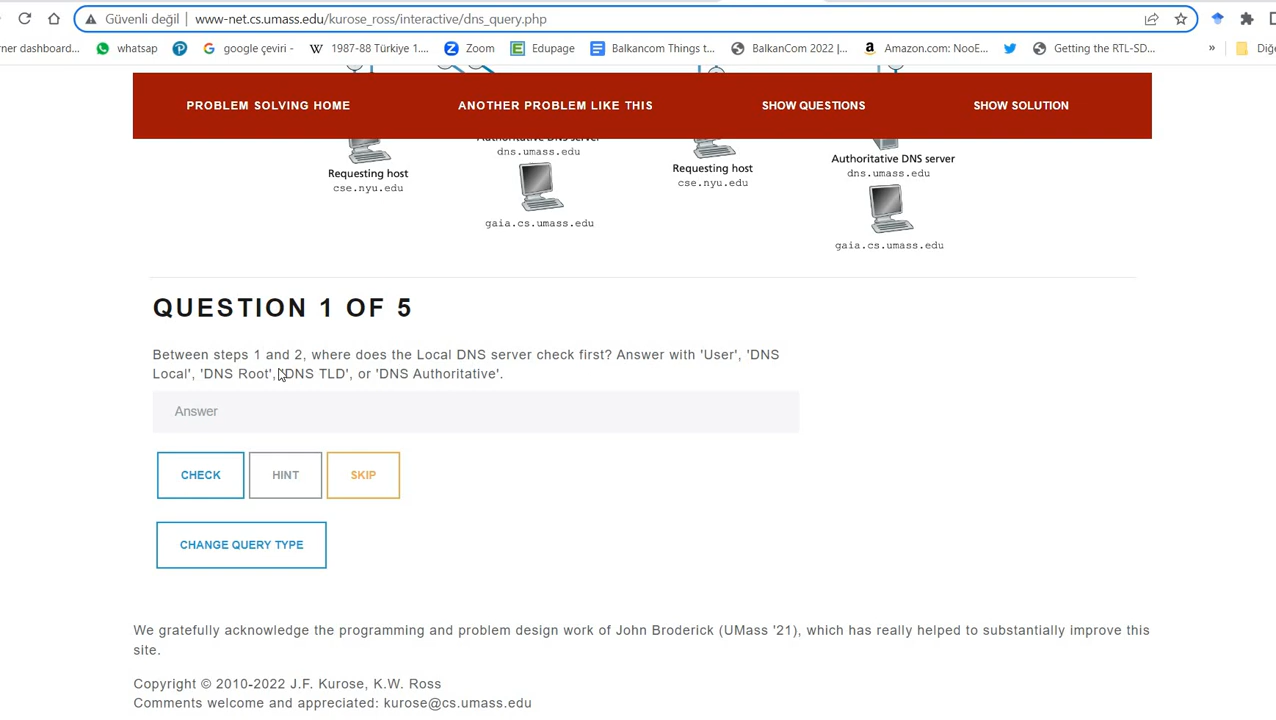 Güvenli değil www-net.cs.umass.edu/kurose_ross/interactive/dns_query.php
rner dashboard... whatsap google çeviri - 1987-88 Türkiye 1.... Zoom Edupage Balkancom Things t... BalkanCom 2022 |... Amazon.com: NooE... Getting the RTL-SD... » Diğe
PROBLEM SOLVING HOME ANOTHER PROBLEM LIKE THIS SHOW QUESTIONS SHOW SOLUTION
Authoritative DNS server
dns.umass.edu
Requesting host
cse.nyu.edu
gaia.cs.umass.edu
Requesting host
cse.nyu.edu
Authoritative DNS server
dns.umass.edu
gaia.cs.umass.edu
QUESTION 1 OF 5
Between steps 1 and 2, where does the Local DNS server check first? Answer with 'User', 'DNS
Local', 'DNS Root', 'DNS TLD', or 'DNS Authoritative'.
Answer
CHECK HINT SKIP
CHANGE QUERY TYPE
We gratefully acknowledge the programming and problem design work of John Broderick (UMass '21), which has really helped to substantially improve this
site.
Copyright © 2010-2022 J.F. Kurose, K.W. Ross
Comments welcome and appreciated: kurose@cs.umass.edu